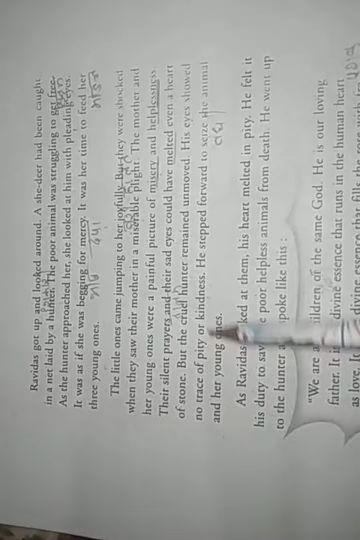 Ravidas got up and looked around. A she-deer had been caught
in a net laid by a hunter. The poor animal was struggling to get free.
As the hunter approached her, she looked at him with pleading eyes.
It was as if she was begging for mercy. It was her time to feed her
three young ones.
The little ones came jumping to her joyfully, but they were shocked
when they saw their mother in a miserable plight. The mother and
her young ones were a painful picture of misery and helplessness.
Their silent prayers and their sad eyes could have melted even a heart
of stone. But the cruel hunter remained unmoved. His eyes showed
no trace of pity or kindness. He stepped forward to seize the animal
and her young ones.
As Ravidas ked at them, his heart melted in pity. He felt it
his duty to save e poor helpless animals from death. He went up
to the hunter a spoke like this :
"We are a ildren of the same God. He is our loving
father. It i divine essence that runs in the human heart
as love. It divine essence that